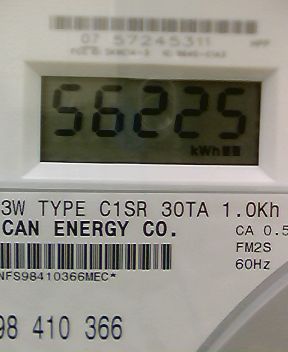 07 57245311
56225
kWh
3W TYPE C1SR 30TA 1.0Kh
CAN ENERGY CO.
CA 0.5
FM2S
NFS98410366MEC*
60Hz
98 410 366